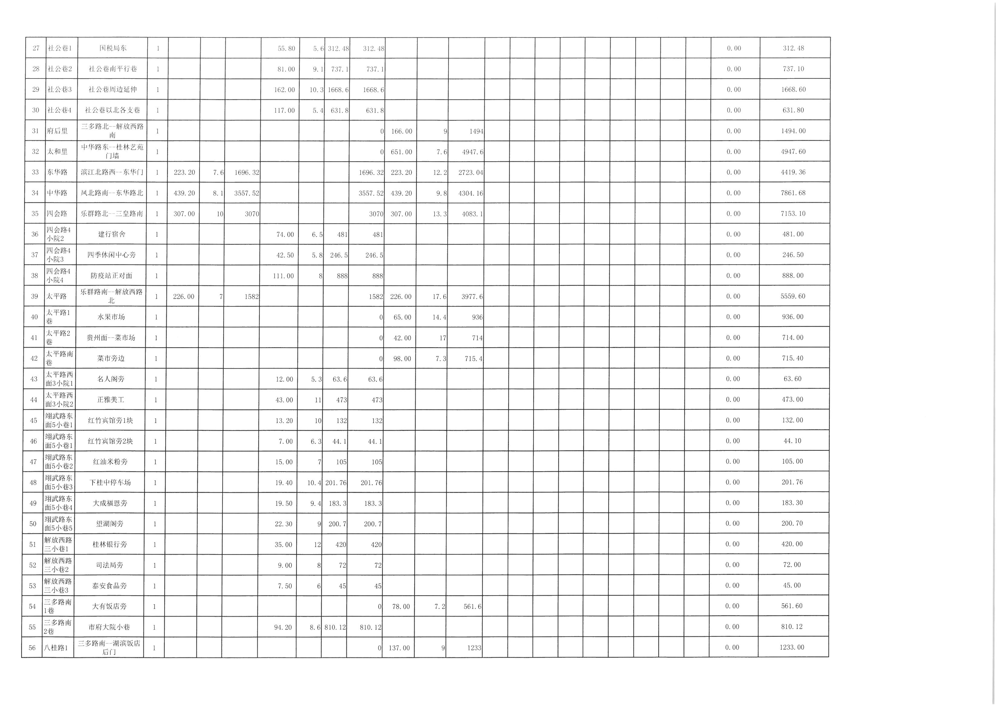 27 社公巷1 国税局东 1 55.80 5.6 312.48 312.48 0.00 312.48
28 社公巷2 社公巷南平行巷 1 81.00 9.1 737.1 737.1 0.00 737.10
29 社公巷3 社公巷周边延伸 1 162.00 10.3 1668.6 1668.6 0.00 1668.60
30 社公巷4 社公巷以北各支巷 1 117.00 5.4 631.8 631.8 0.00 631.80
31 府后里 三多路北--解放西路南 1 0 166.00 9 1494 0.00 1494.00
32 太和里 中华路东--桂林艺苑门墙 1 0 651.00 7.6 4947.6 0.00 4947.60
33 东华路 滨江北路西--东华门 1 223.20 7.6 1696.32 1696.32 223.20 12.2 2723.04 0.00 4419.36
34 中华路 凤北路南--东华路北 1 439.20 8.1 3557.52 3557.52 439.20 9.8 4304.16 0.00 7861.68
35 四会路 乐群路北--三皇路南 1 307.00 10 3070 3070 307.00 13.3 4083.1 0.00 7153.10
36 四会路4小院2 建行宿舍 1 74.00 6.5 481 481 0.00 481.00
37 四会路4小院3 四季休闲中心旁 1 42.50 5.8 246.5 246.5 0.00 246.50
38 四会路4小院4 防疫站正对面 1 111.00 8 888 888 0.00 888.00
39 太平路 乐群路南--解放西路北 1 226.00 7 1582 1582 226.00 17.6 3977.6 0.00 5559.60
40 太平路1巷 水果市场 1 0 65.00 14.4 936 0.00 936.00
41 太平路2巷 贵州面--菜市场 1 0 42.00 17 714 0.00 714.00
42 太平路南巷 菜市旁边 1 0 98.00 7.3 715.4 0.00 715.40
43 太平路西面3小院1 名人阁旁 1 12.00 5.3 63.6 63.6 0.00 63.60
44 太平路西面3小院2 正雅美工 1 43.00 11 473 473 0.00 473.00
45 翊武路东面5小巷1 红竹宾馆旁1块 1 13.20 10 132 132 0.00 132.00
46 翊武路东面5小巷1 红竹宾馆旁2块 1 7.00 6.3 44.1 44.1 0.00 44.10
47 翊武路东面5小巷2 红油米粉旁 1 15.00 7 105 105 0.00 105.00
48 翊武路东面5小巷3 下桂中停车场 1 19.40 10.4 201.76 201.76 0.00 201.76
49 翊武路东面5小巷4 大成福恩旁 1 19.50 9.4 183.3 183.3 0.00 183.30
50 翊武路东面5小巷5 望湖阁旁 1 22.30 9 200.7 200.7 0.00 200.70
51 解放西路三小巷1 桂林银行旁 1 35.00 12 420 420 0.00 420.00
52 解放西路三小巷2 司法局旁 1 9.00 8 72 72 0.00 72.00
53 解放西路三小巷3 泰安食品旁 1 7.50 6 45 45 0.00 45.00
54 三多路南1巷 大有饭店旁 1 0 78.00 7.2 561.6 0.00 561.60
55 三多路南2巷 市府大院小巷 1 94.20 8.6 810.12 810.12 0.00 810.12
56 八桂路1 三多路南--湖滨饭店后门 1 0 137.00 9 1233 0.00 1233.00